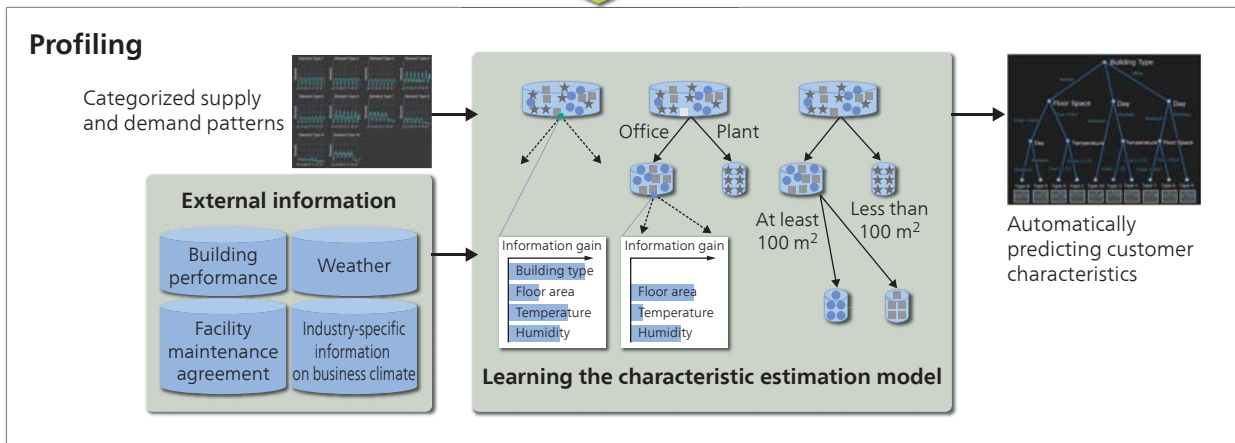 Profiling
Categorized supply
and demand patterns
External information
Building
performance
Weather
Facility
maintenance
agreement
Industry-specific
information
on business climate
Office
Plant
At least
100 m²
Less than
100 m²
Information gain
Building type
Floor area
Temperature
Humidity
Information gain
Floor area
Temperature
Humidity
Learning the characteristic estimation model
Building Type
Floor Space
Day
Day
Day
Temperature
Temperature
Floor Space
Automatically
predicting customer
characteristics